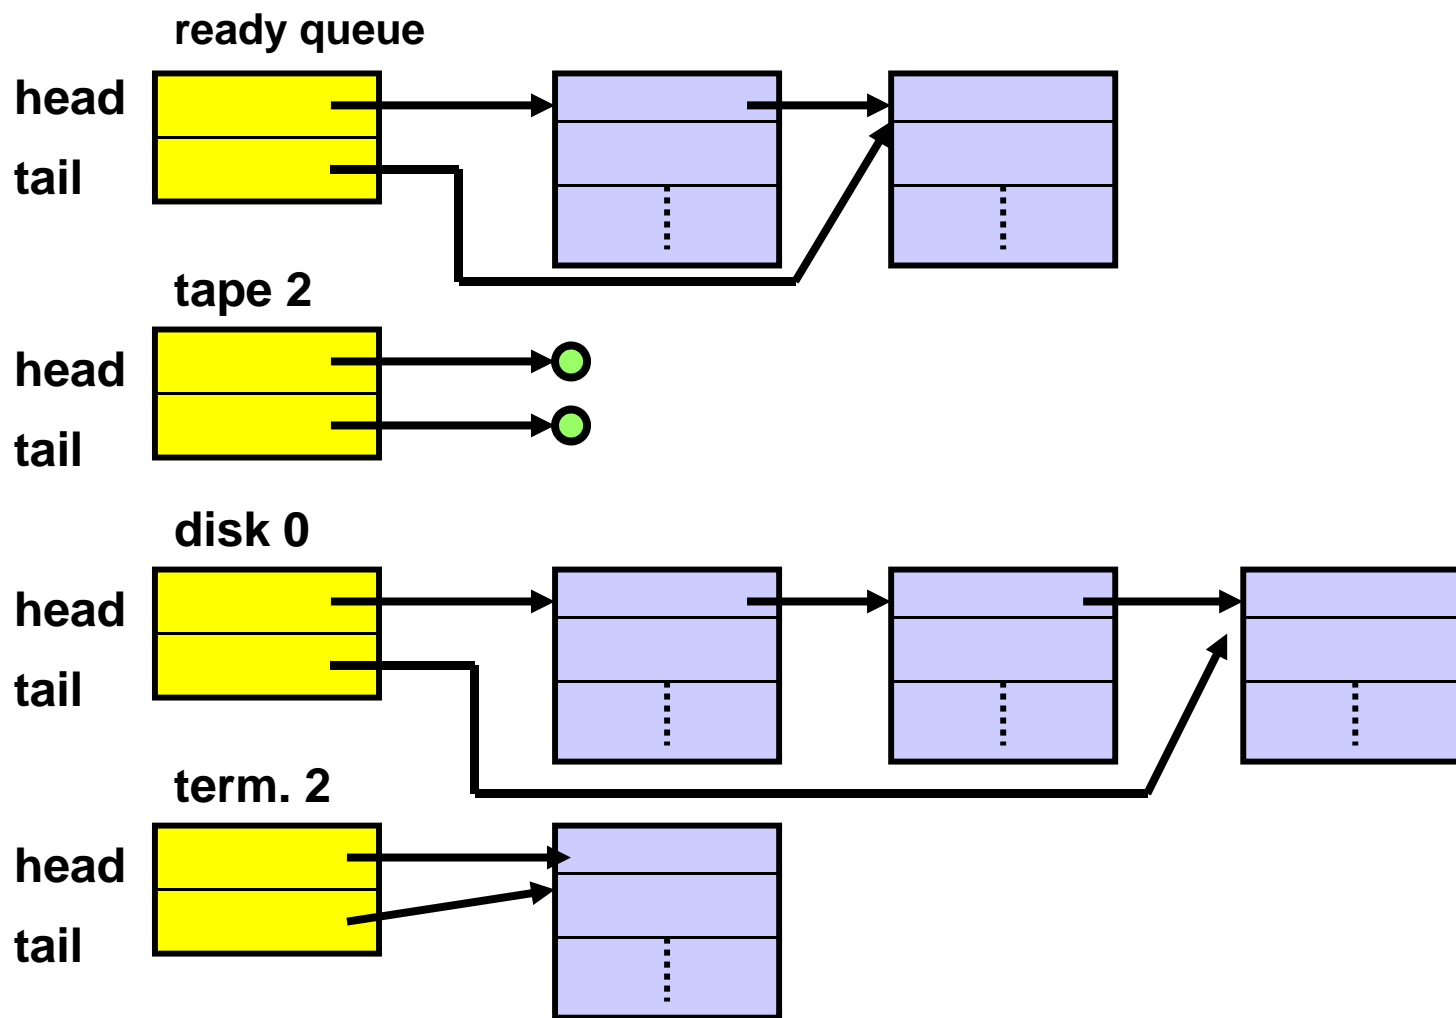 ready queue
head
tail
tape 2
head
tail
disk 0
head
tail
term. 2
head
tail